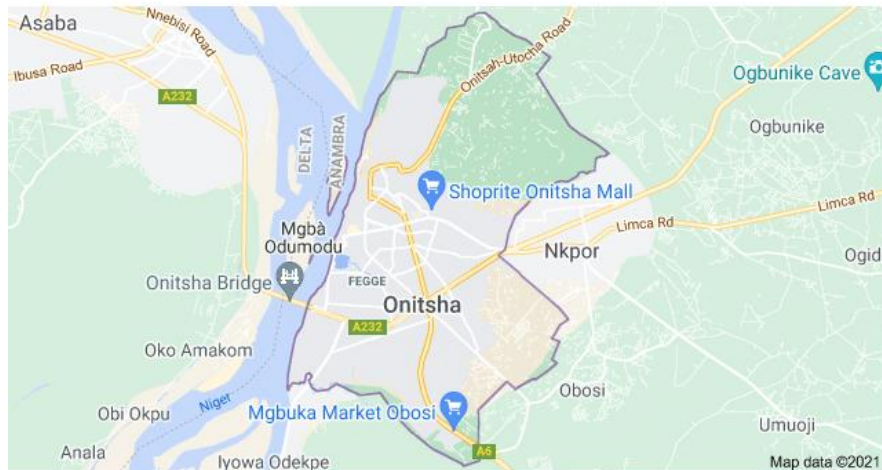 Asaba
Nnebisi Road
Ibusa Road
A232
Onitsah-Utocha Road
Ogbunike Cave
Ogbunike
DELTA
ANAMBRA
Shoprite Onitsha Mall
Limca Rd
Limca Rd
Mgbà
Odumodu
Nkpor
Ogid
Onitsha Bridge
FEGGE
Onitsha
A232
Oko Amakom
Niger
Obosi
Obi Okpu
Mgbuka Market Obosi
Umuoji
Anala
Iyowa Odekpe
A6
Map data ©2021